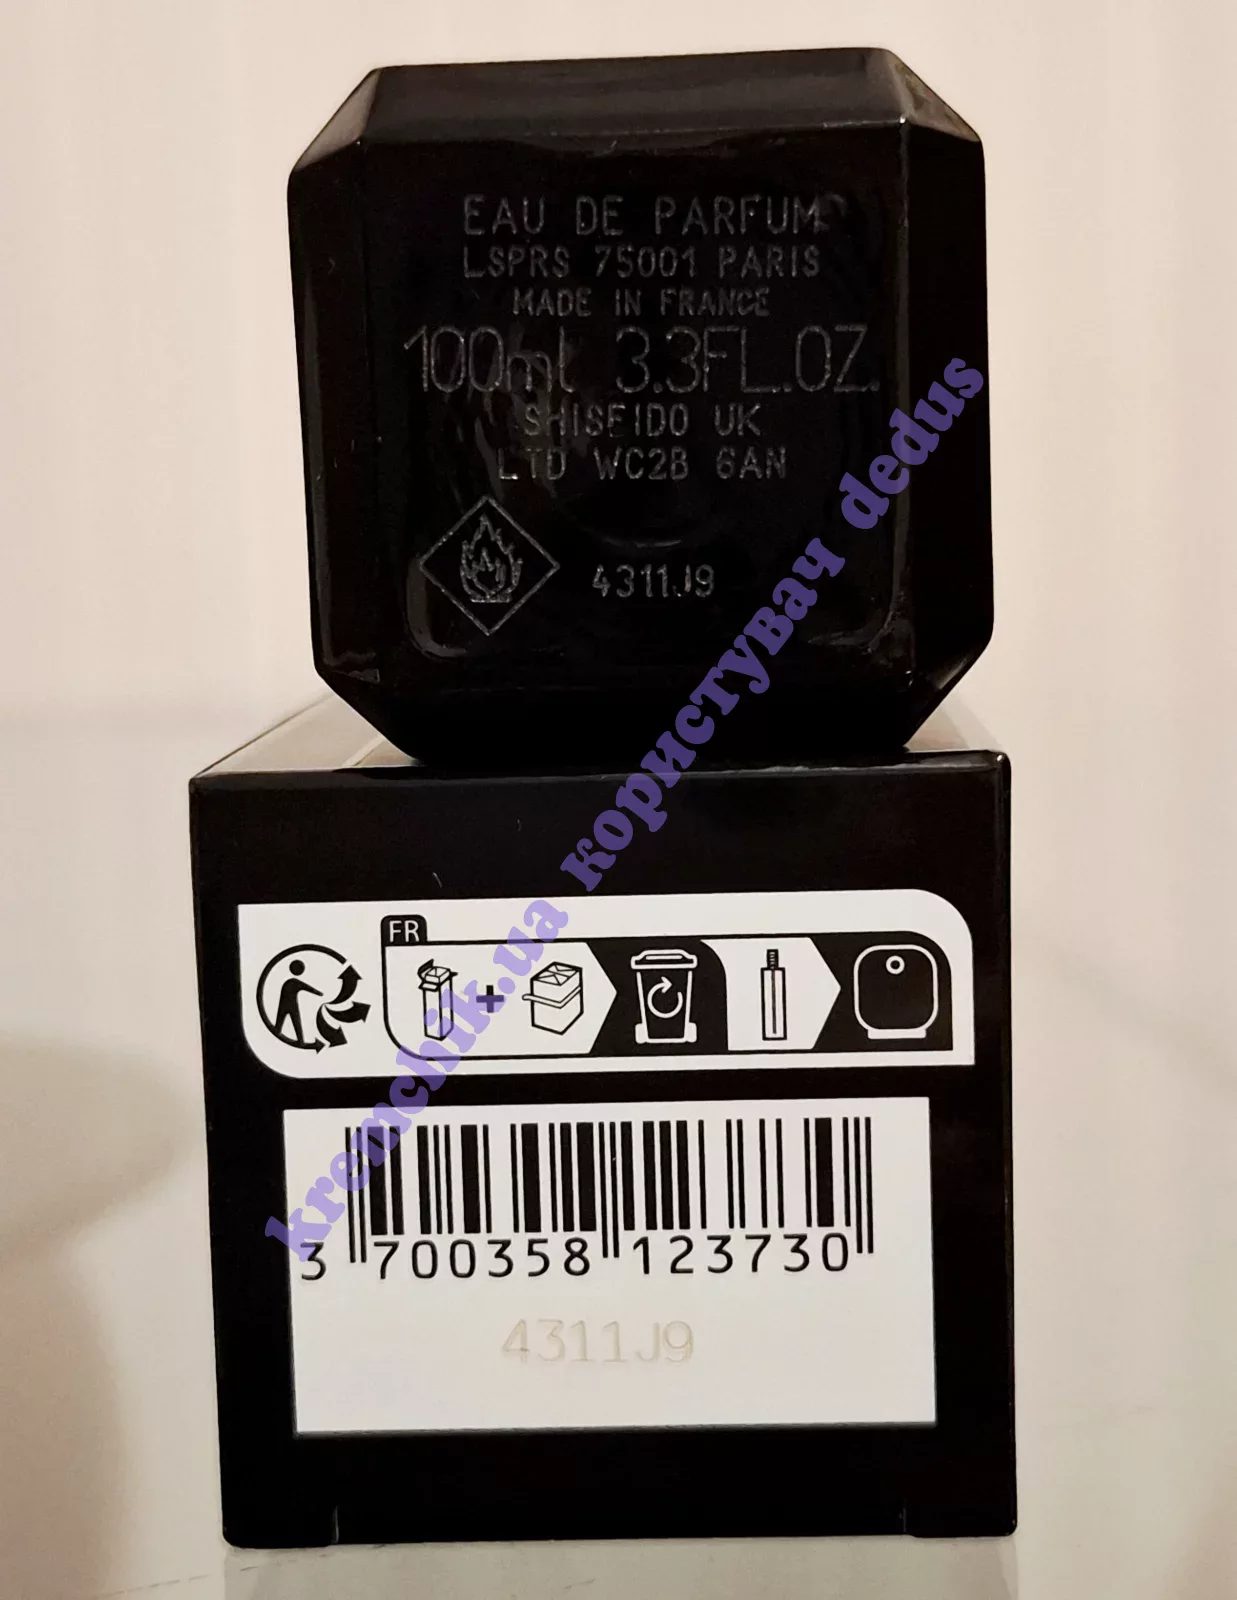 EAU DE PARFUM
LSPRS 75001 PARIS
MADE IN FRANCE
100ml 3.3FL.OZ.
SHISEIDO UK
LTD WC2B 6AN
4311J9
kremchik.ua користувач dedus
FR
3 700358 123730
4311J9